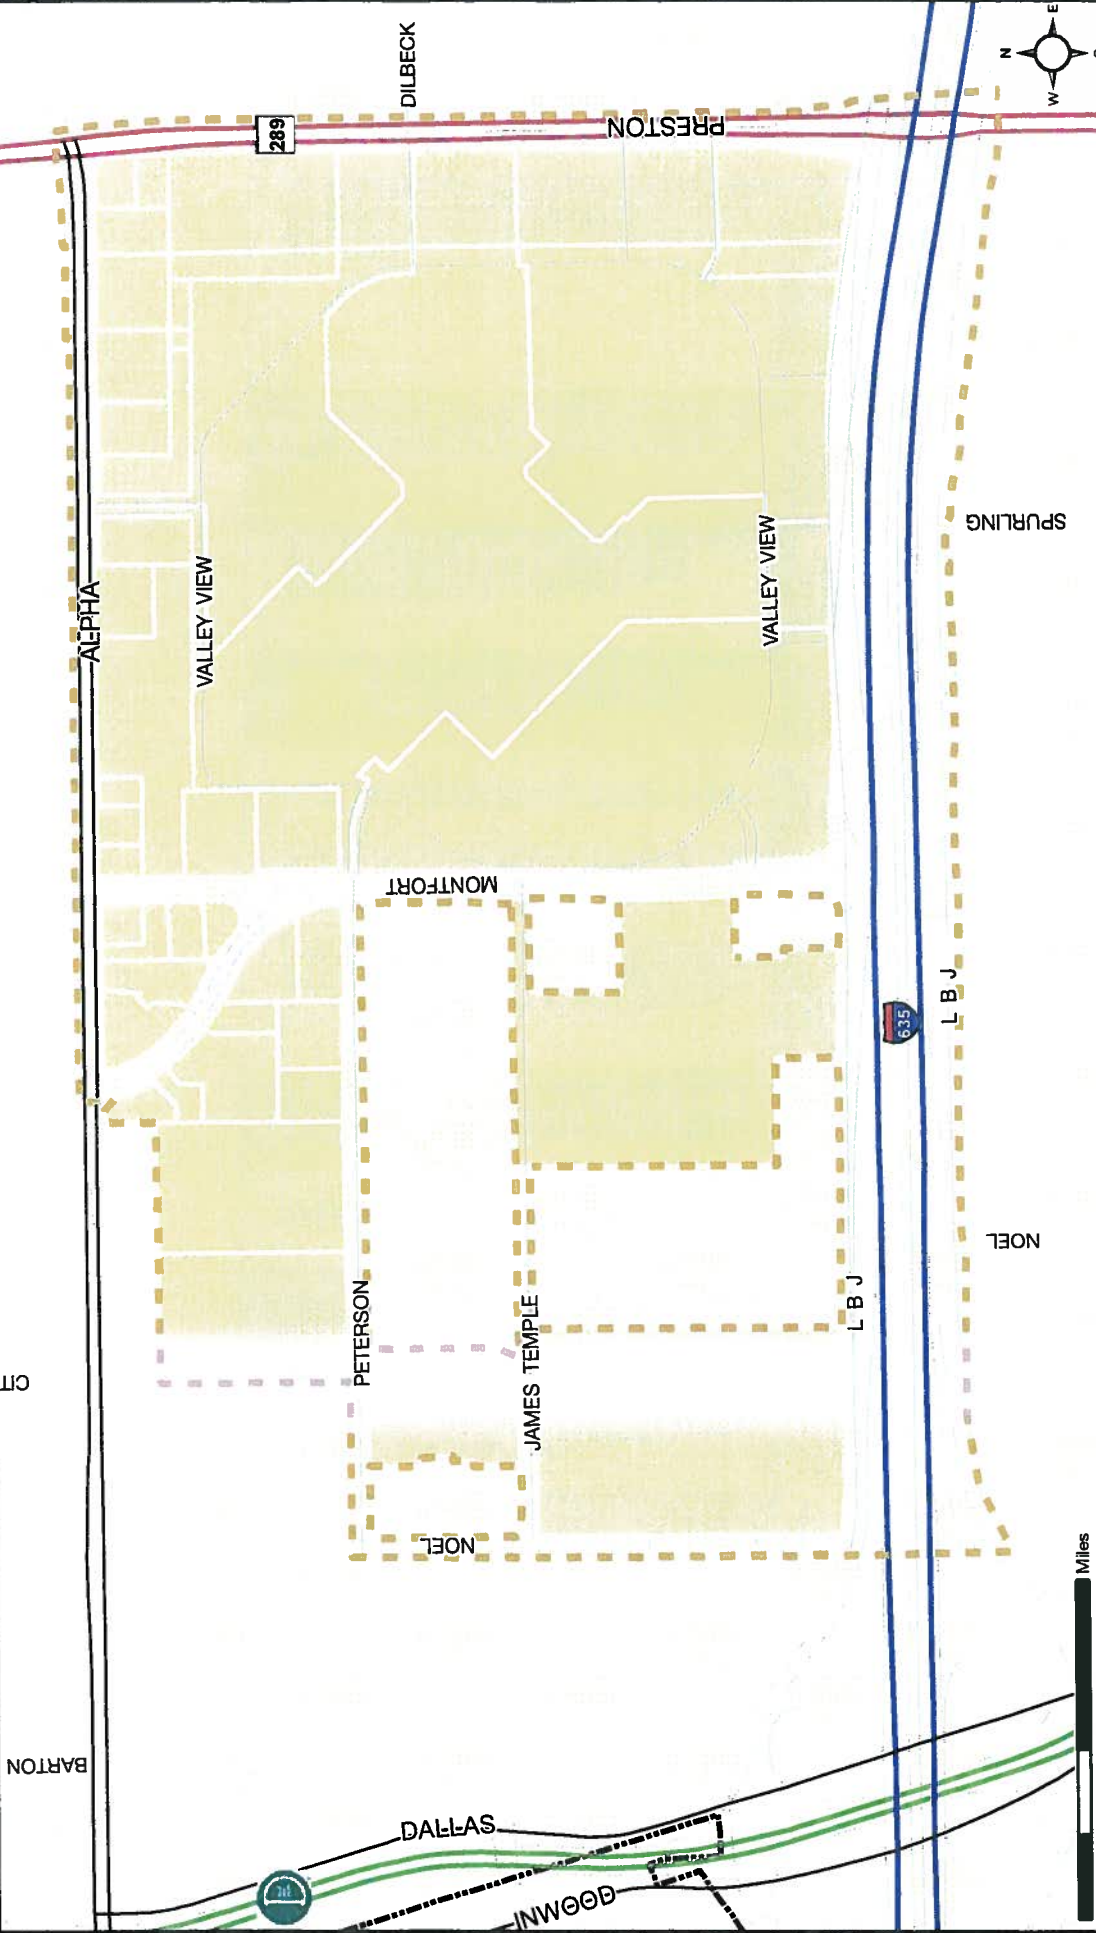 DILBECK
289
PRESTON
ALPHA
VALLEY VIEW
VALLEY VIEW
SPURLING
MONTFORT
635
L B J
NOEL
L B J
PETERSON
JAMES TEMPLE
CIT
NOEL
BARTON
DALLAS
INWOOD
Miles
N
E
W